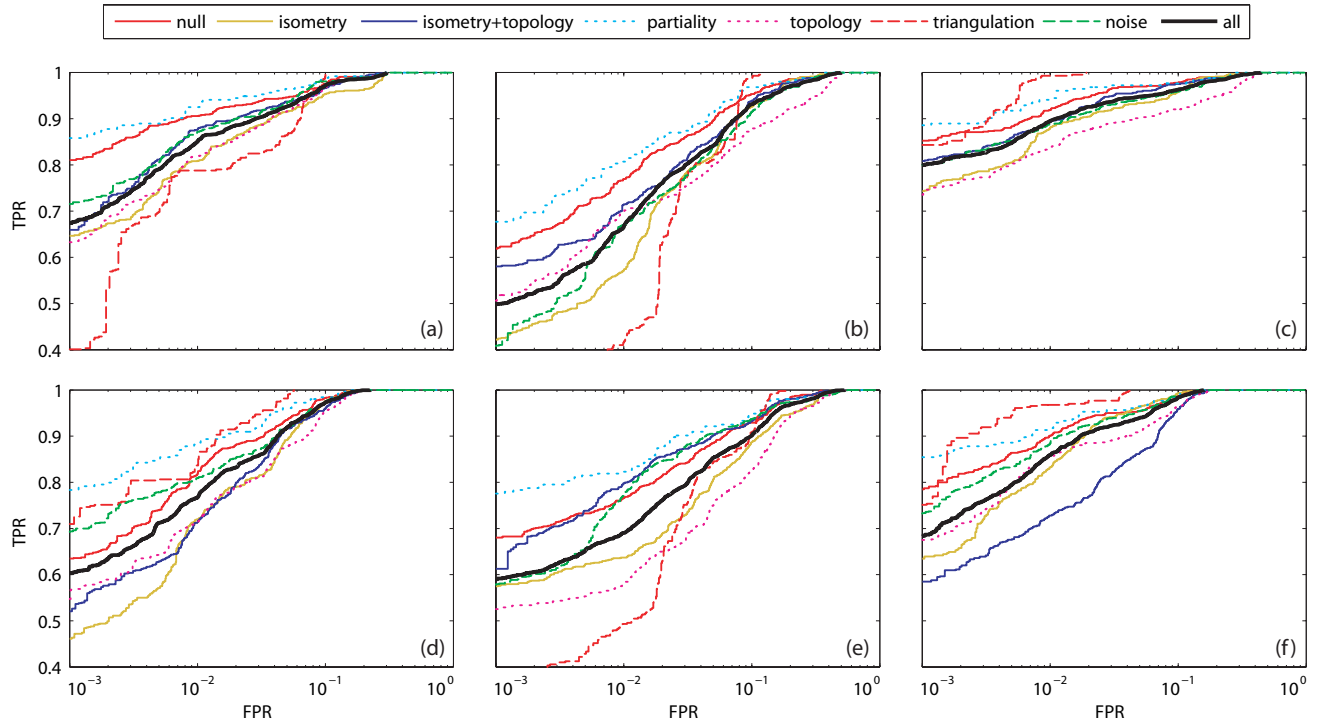 null isometry isometry+topology partiality topology triangulation noise all
1
0.9
0.8
0.7
0.6
0.5
0.4
TPR
(a)
(b)
(c)
1
0.9
0.8
0.7
0.6
0.5
0.4
TPR
(d)
(e)
(f)
10⁻³ 10⁻² 10⁻¹ 10⁰ 10⁻³ 10⁻² 10⁻¹ 10⁰ 10⁻³ 10⁻² 10⁻¹ 10⁰
FPR FPR FPR